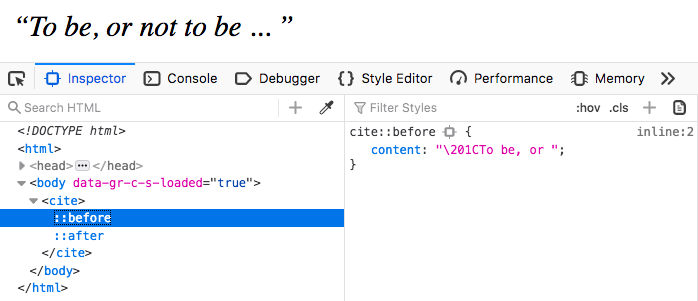 “To be, or not to be ... ”
Inspector Console Debugger Style Editor Performance Memory
Search HTML
Filter Styles :hov .cls
<!DOCTYPE html>
<html>
<head> ••• </head>
<body data-gr-c-s-loaded="true">
<cite>
::before
::after
</cite>
</body>
</html>
cite::before { inline:2
content: "\201CTo be, or ";
}